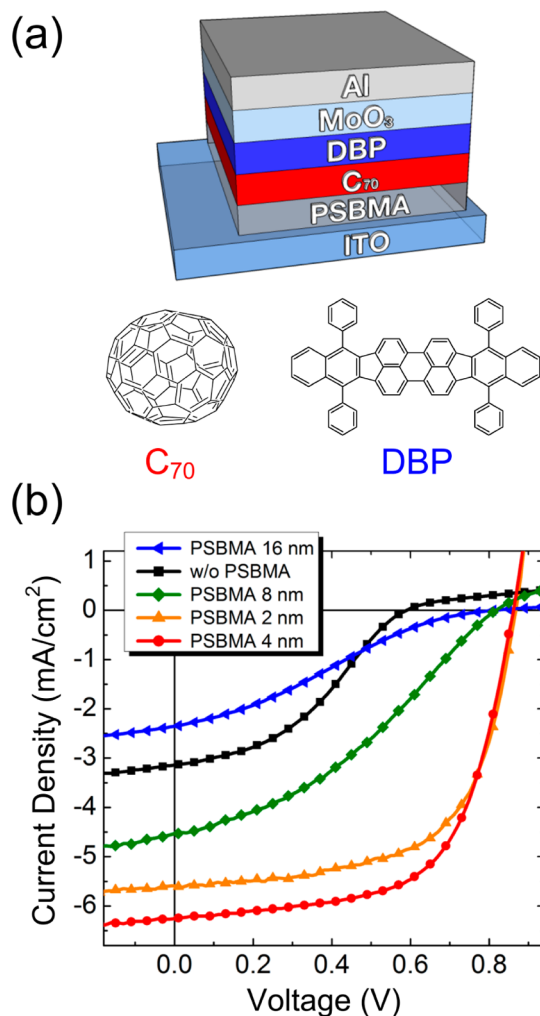 (a)
Al
MoO₃
DBP
C₇₀
PSBMA
ITO
C₇₀
DBP
(b)
PSBMA 16 nm
w/o PSBMA
PSBMA 8 nm
PSBMA 2 nm
PSBMA 4 nm
1
0
-1
-2
-3
-4
-5
-6
Current Density (mA/cm²)
0.0 0.2 0.4 0.6 0.8
Voltage (V)